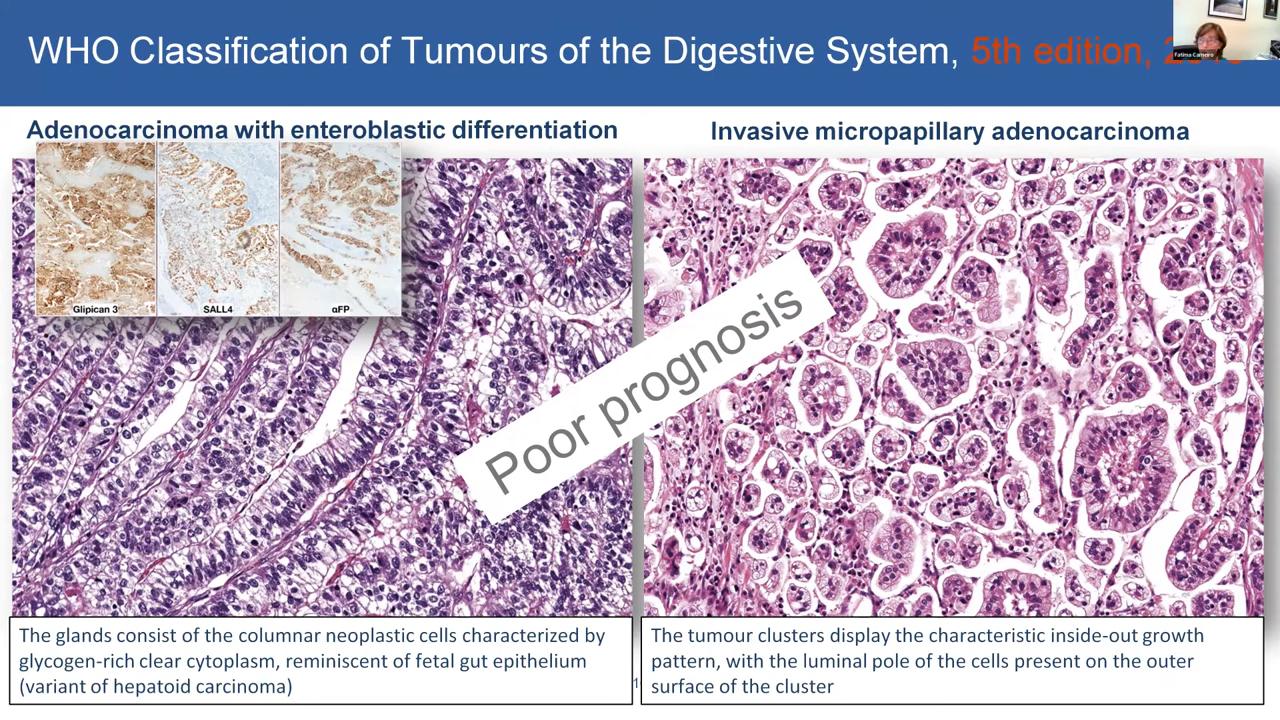 WHO Classification of Tumours of the Digestive System, 5th edition,
Fatima Carneiro
Adenocarcinoma with enteroblastic differentiation
Invasive micropapillary adenocarcinoma
Glipican 3
SALL4
αFP
Poor prognosis
The glands consist of the columnar neoplastic cells characterized by
glycogen-rich clear cytoplasm, reminiscent of fetal gut epithelium
(variant of hepatoid carcinoma)
The tumour clusters display the characteristic inside-out growth
pattern, with the luminal pole of the cells present on the outer
surface of the cluster